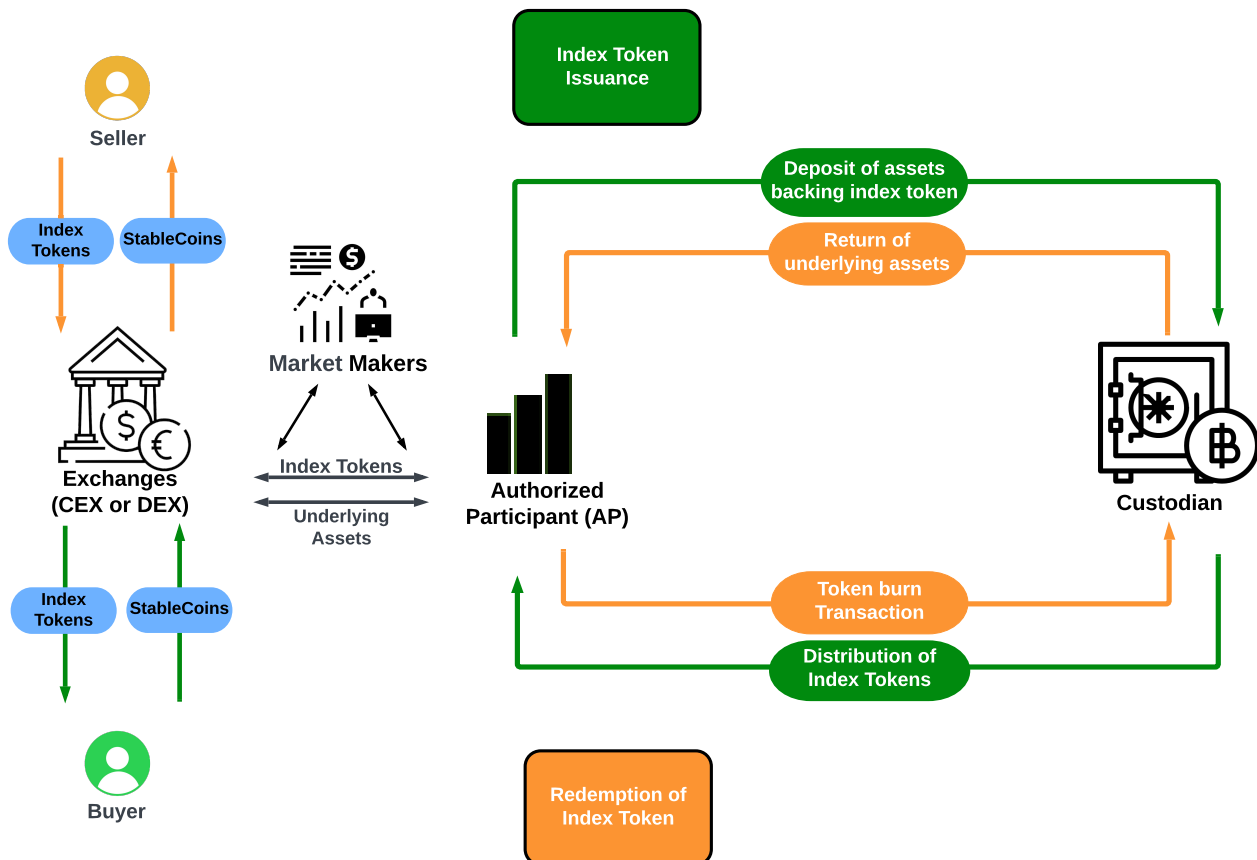 Index Token
Issuance
Seller
Deposit of assets
backing index token
Index
Tokens
StableCoins
Return of
underlying assets
$
Market Makers
$
€
Exchanges
(CEX or DEX)
Index Tokens
Underlying
Assets
Authorized
Participant (AP)
Custodian
Index
Tokens
StableCoins
Token burn
Transaction
Distribution of
Index Tokens
Buyer
Redemption of
Index Token